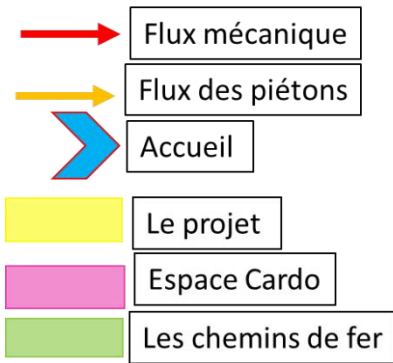 Flux mécanique
Flux des piétons
Accueil
Le projet
Espace Cardo
Les chemins de fer